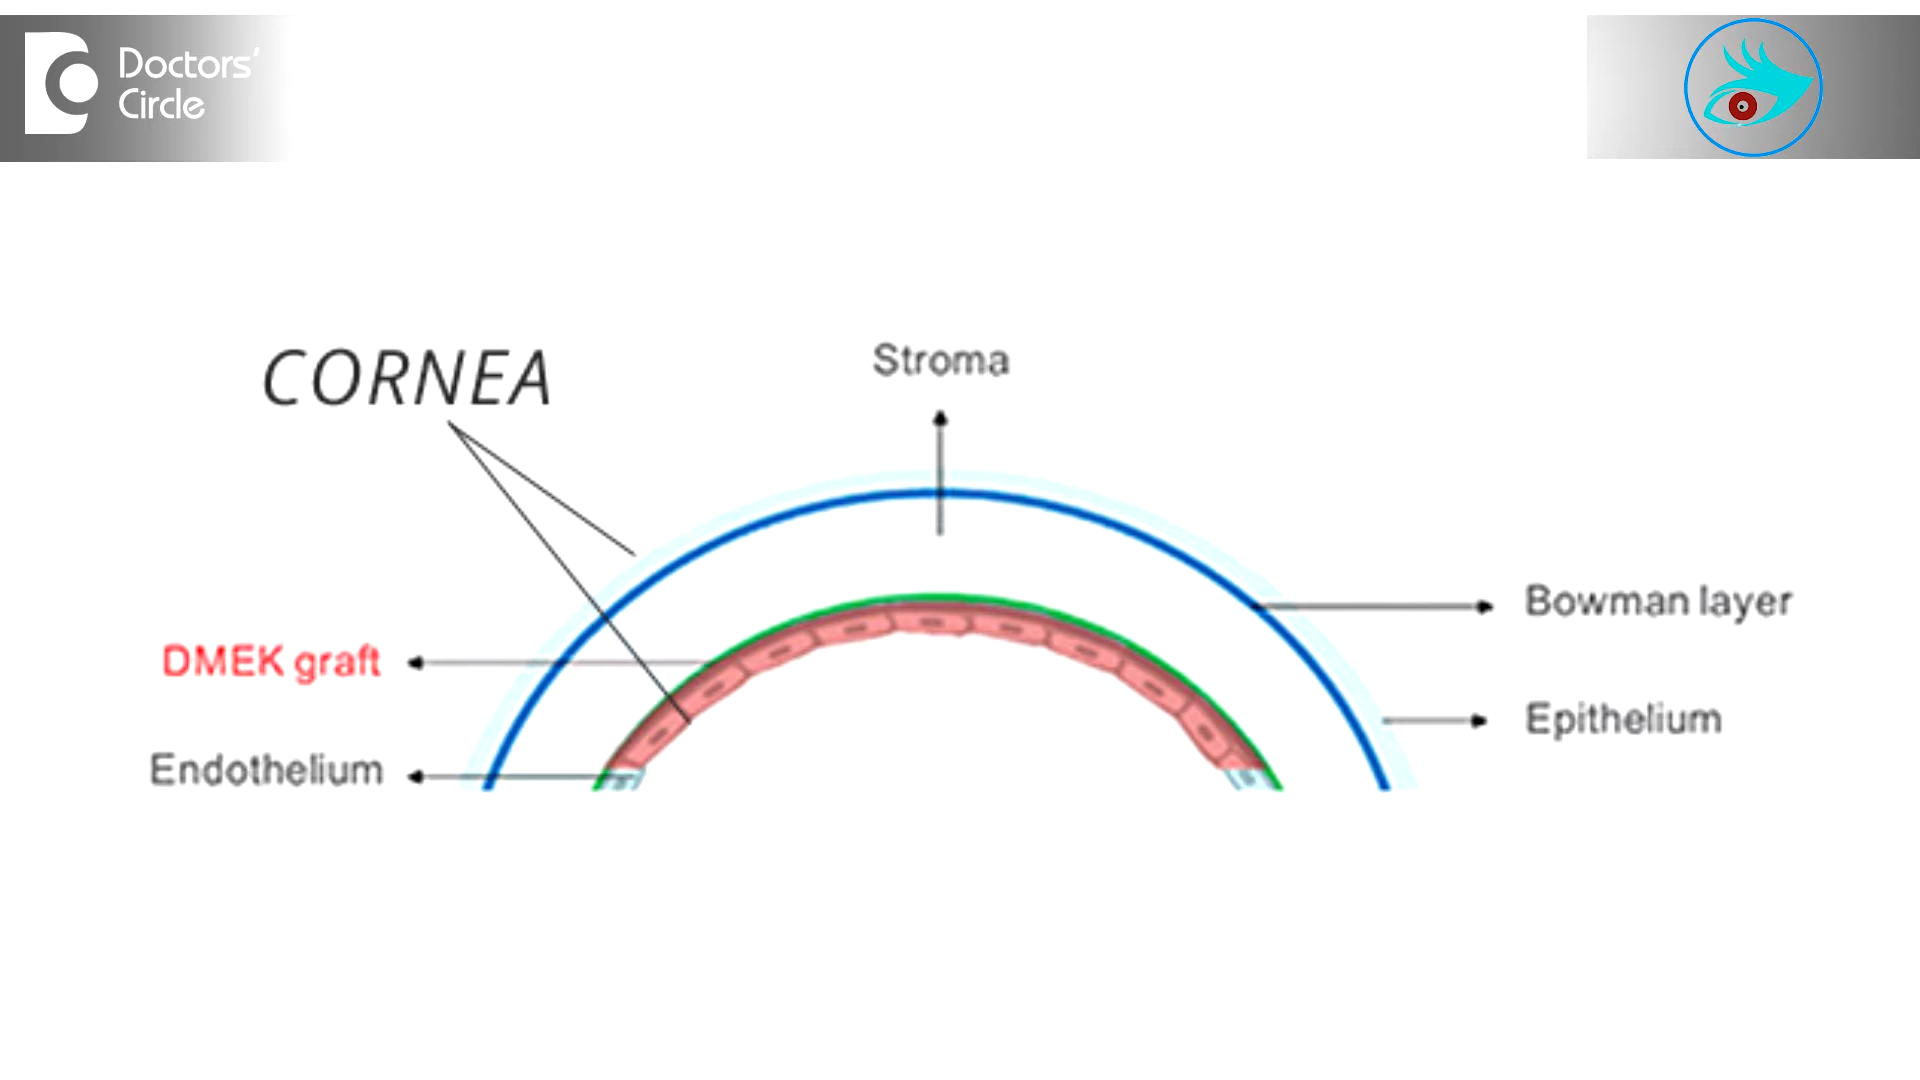 Doctors'
Circle
CORNEA
Stroma
Bowman layer
DMEK graft
Epithelium
Endothelium